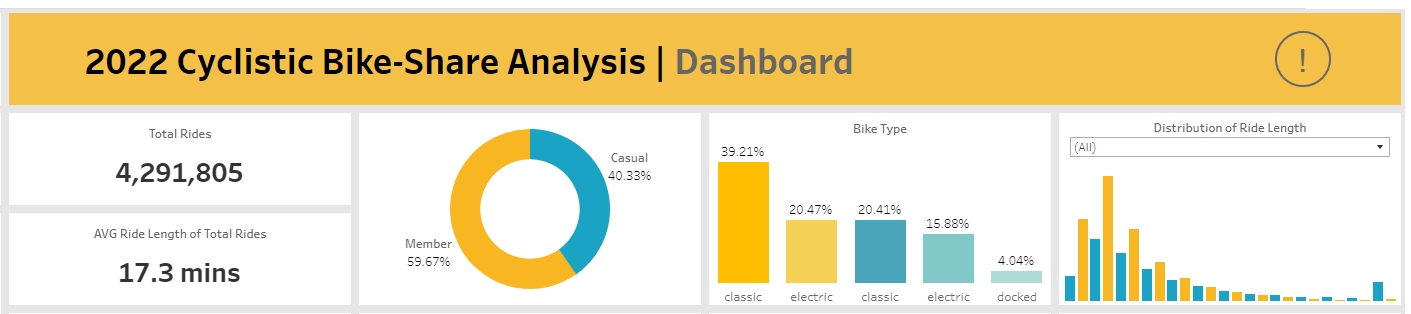 2022 Cyclistic Bike-Share Analysis | Dashboard
!
Total Rides
4,291,805
AVG Ride Length of Total Rides
17.3 mins
Casual
40.33%
Member
59.67%
Bike Type
39.21%
20.47%
20.41%
15.88%
4.04%
classic
electric
classic
electric
docked
Distribution of Ride Length
(All)